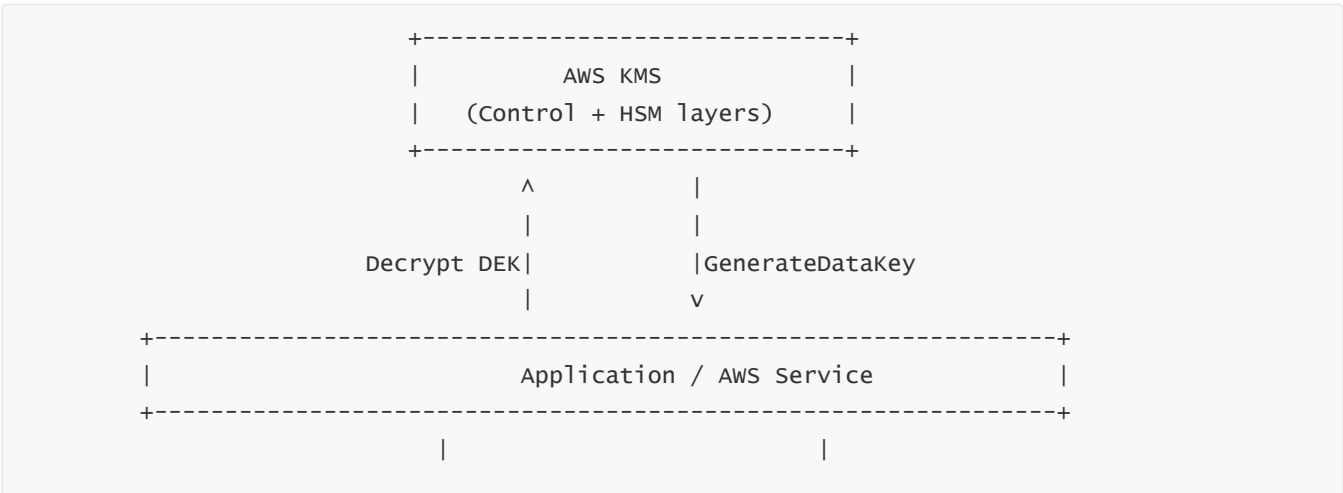 +------------------------------+
|          AWS KMS             |
|   (Control + HSM layers)     |
+------------------------------+
^           |
|           |
Decrypt DEK|           |GenerateDataKey
|           v
+----------------------------------------------------------------+
|                          Application / AWS Service             |
+----------------------------------------------------------------+
|                          |